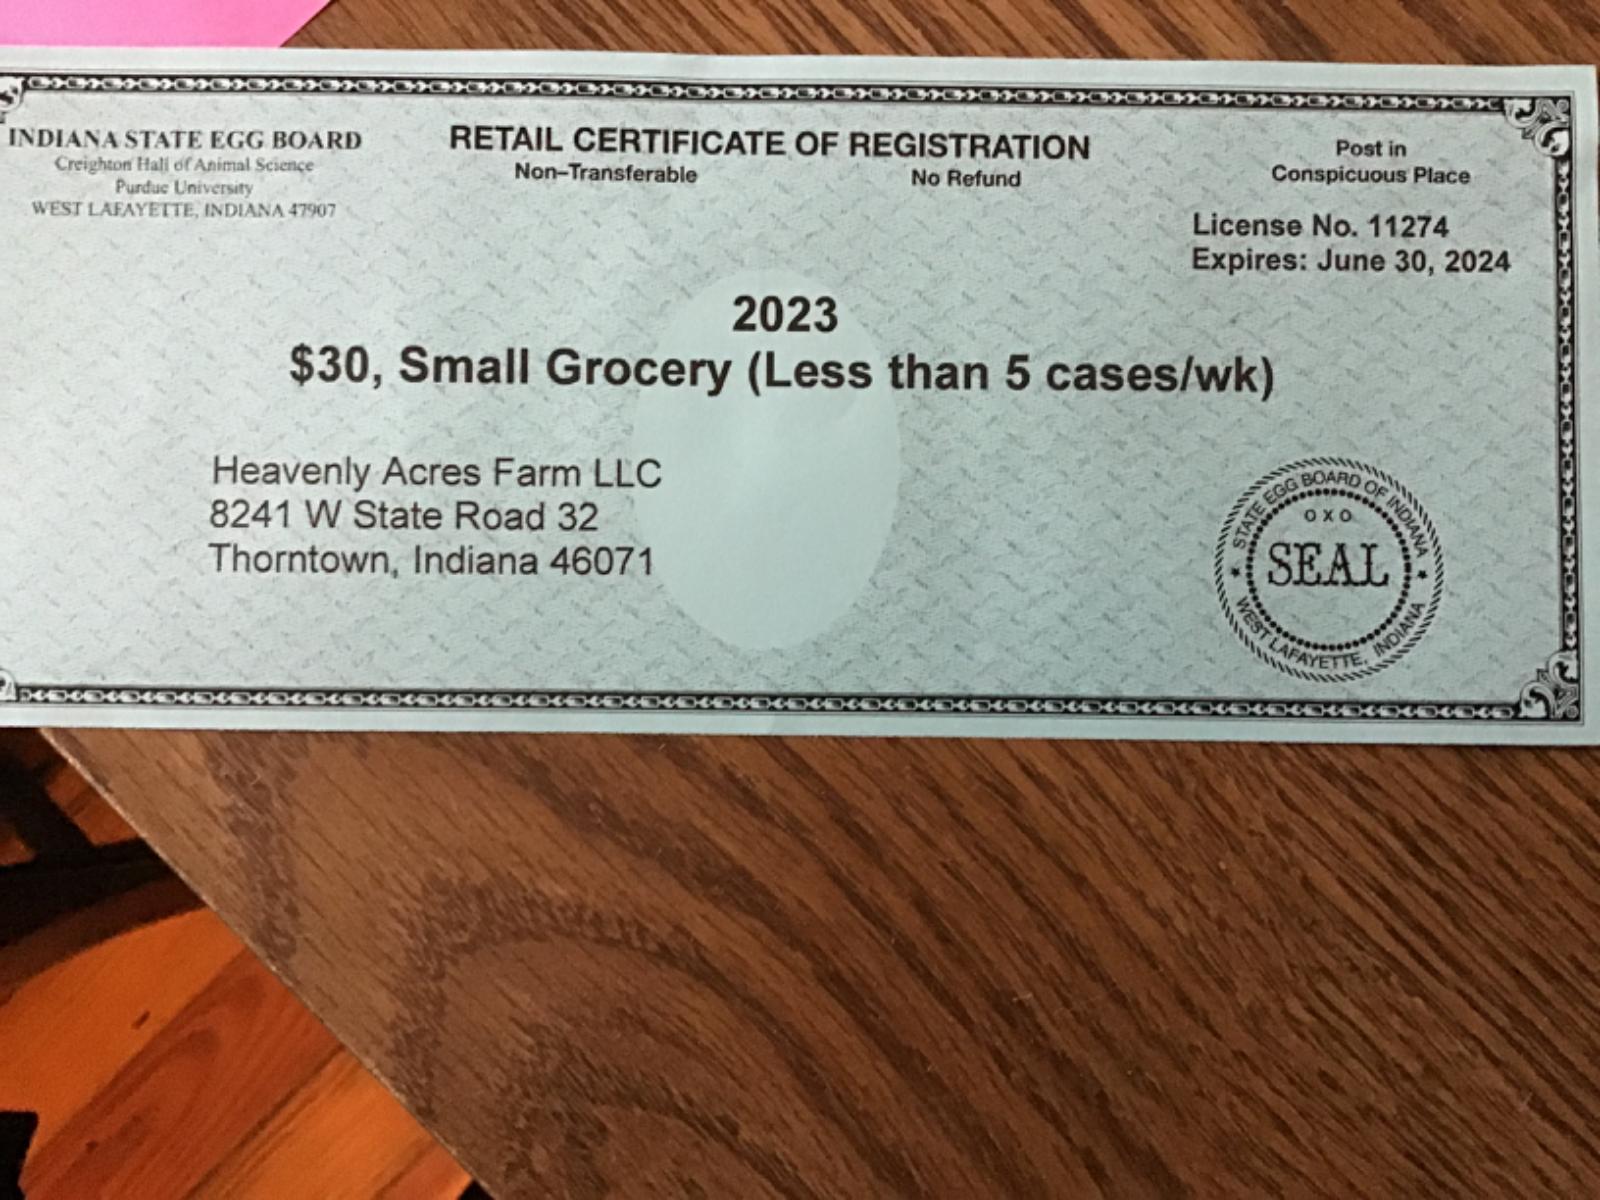 INDIANA STATE EGG BOARD
Creighton Hall of Animal Science
Purdue University
WEST LAFAYETTE, INDIANA 47907
RETAIL CERTIFICATE OF REGISTRATION
Non-Transferable No Refund
Post in
Conspicuous Place
License No. 11274
Expires: June 30, 2024
2023
$30, Small Grocery (Less than 5 cases/wk)
Heavenly Acres Farm LLC
8241 W State Road 32
Thorntown, Indiana 46071
STATE EGG BOARD OF INDIANA
OXO
SEAL
WEST LAFAYETTE, INDIANA